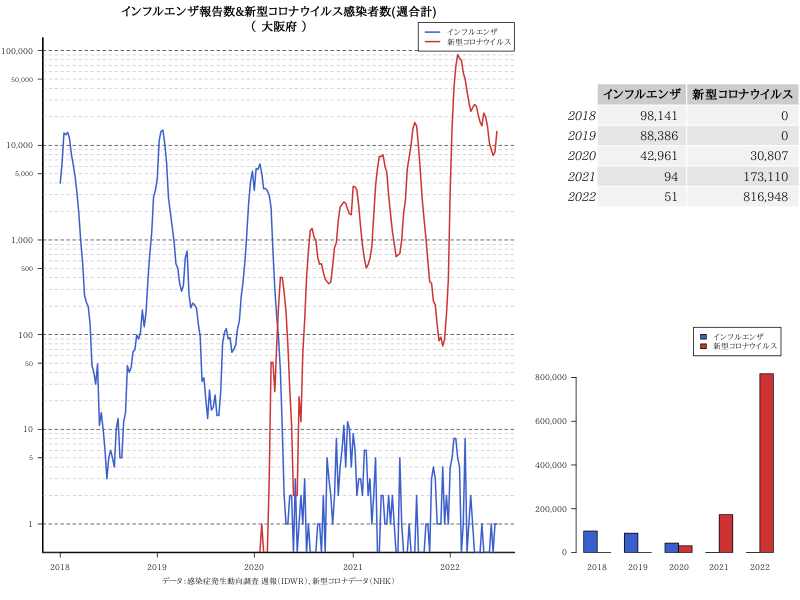 インフルエンザ報告数&新型コロナウイルス感染者数(週合計)
( 大阪府 )
インフルエンザ
新型コロナウイルス
100,000
50,000
10,000
5,000
1,000
500
100
50
10
5
1
2018 2019 2020 2021 2022
データ:感染症発生動向調査 週報(IDWR)、新型コロナデータ(NHK)
インフルエンザ 新型コロナウイルス
2018 98,141 0
2019 88,386 0
2020 42,961 30,807
2021 94 173,110
2022 51 816,948
インフルエンザ
新型コロナウイルス
800,000
600,000
400,000
200,000
0
2018 2019 2020 2021 2022